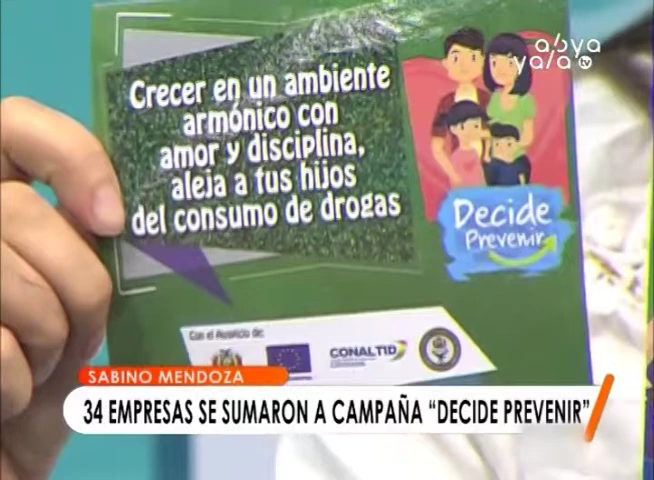 abya
yala tv
Crecer en un ambiente
armónico con
amor y disciplina,
aleja a tus hijos
del consumo de drogas
Decide
Prevenir
Con el Auspicio de:
CONALTID
SABINO MENDOZA
34 EMPRESAS SE SUMARON A CAMPAÑA “DECIDE PREVENIR”